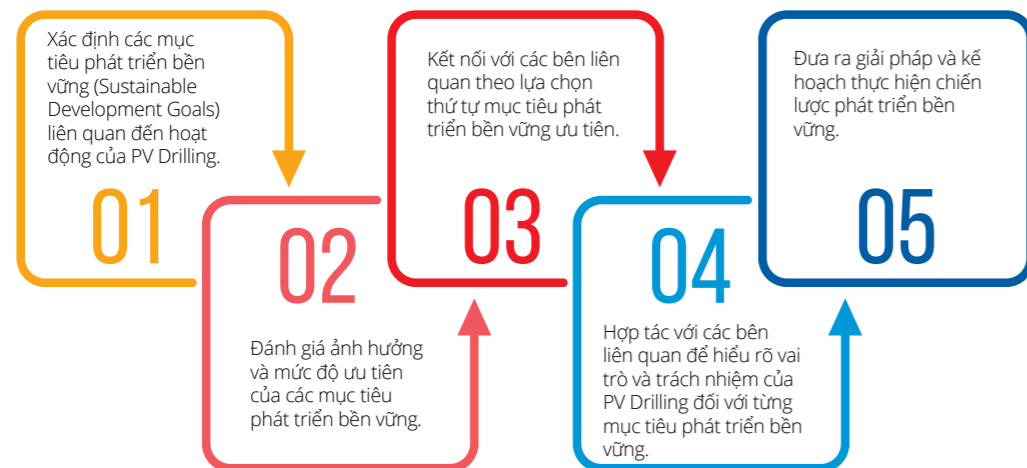 Xác định các mục
tiêu phát triển bền
vững (Sustainable
Development Goals)
liên quan đến hoạt
động của PV Drilling.
01
02
Đánh giá ảnh hưởng
và mức độ ưu tiên
của các mục tiêu
phát triển bền vững.
Kết nối với các bên liên
quan theo lựa chọn
thứ tự mục tiêu phát
triển bền vững ưu tiên.
03
04
Hợp tác với các bên
liên quan để hiểu rõ vai
trò và trách nhiệm của
PV Drilling đối với từng
mục tiêu phát triển bền
vững.
Đưa ra giải pháp và kế
hoạch thực hiện chiến
lược phát triển bền
vững.
05